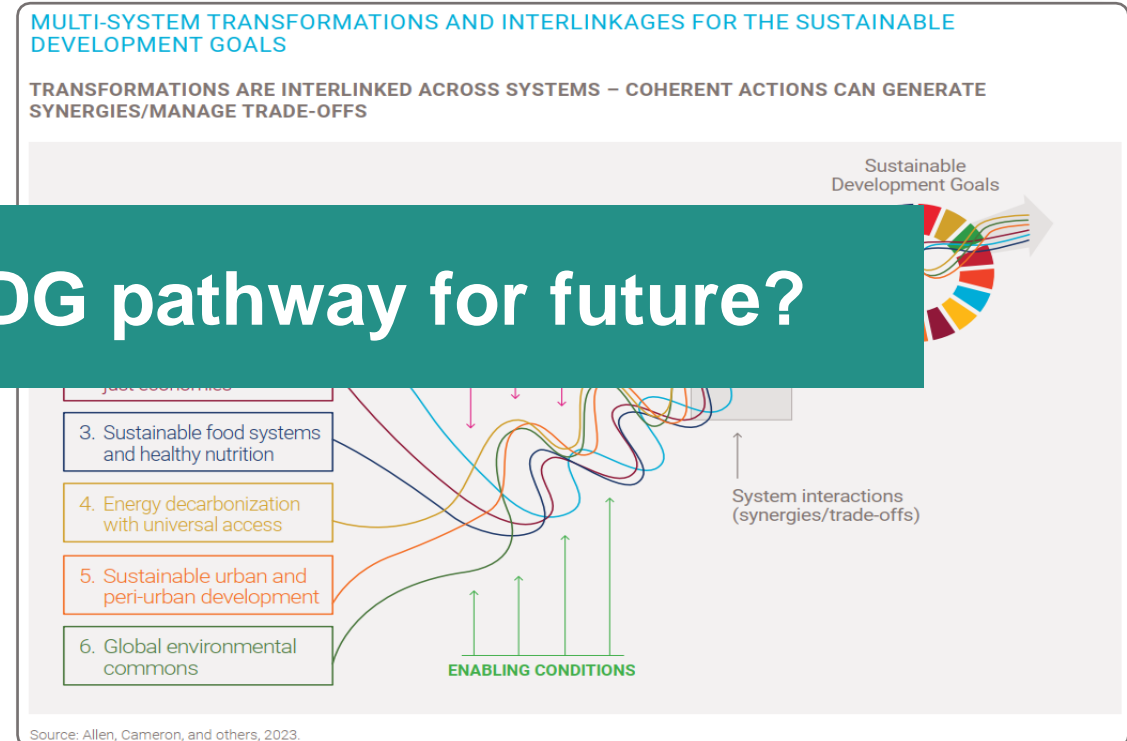 MULTI-SYSTEM TRANSFORMATIONS AND INTERLINKAGES FOR THE SUSTAINABLE
DEVELOPMENT GOALS
TRANSFORMATIONS ARE INTERLINKED ACROSS SYSTEMS – COHERENT ACTIONS CAN GENERATE
SYNERGIES/MANAGE TRADE-OFFS
Sustainable
Development Goals
DG pathway for future?
just economics
3. Sustainable food systems
and healthy nutrition
4. Energy decarbonization
with universal access
System interactions
(synergies/trade-offs)
5. Sustainable urban and
peri-urban development
6. Global environmental
commons
ENABLING CONDITIONS
Source: Allen, Cameron, and others, 2023.